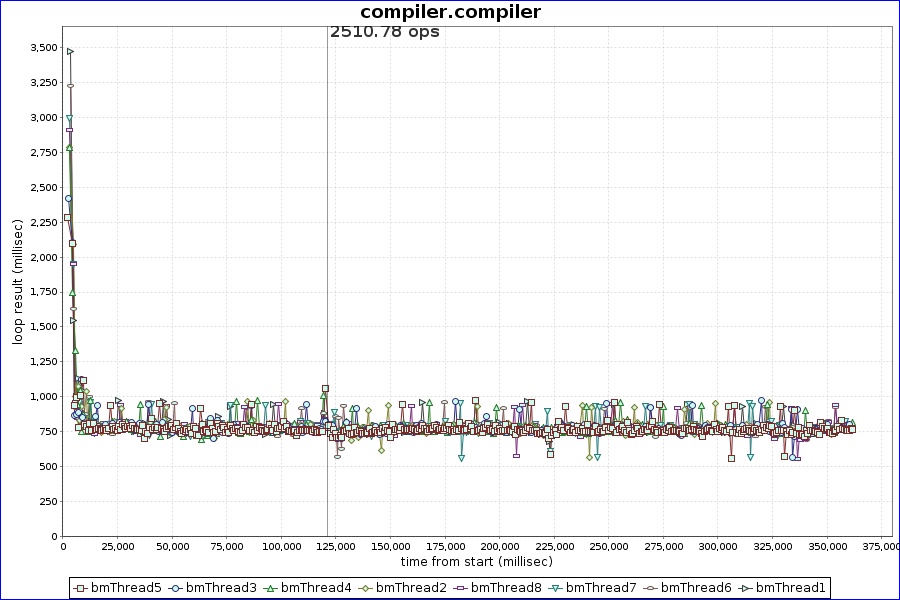 compiler.compiler
2510.78 ops
3,500
3,250
3,000
2,750
2,500
2,250
2,000
1,750
1,500
1,250
1,000
750
500
250
0
loop result (millisec)
0 25,000 50,000 75,000 100,000 125,000 150,000 175,000 200,000 225,000 250,000 275,000 300,000 325,000 350,000 375,000
time from start (millisec)
bmThread5 bmThread3 bmThread4 bmThread2 bmThread8 bmThread7 bmThread6 bmThread1